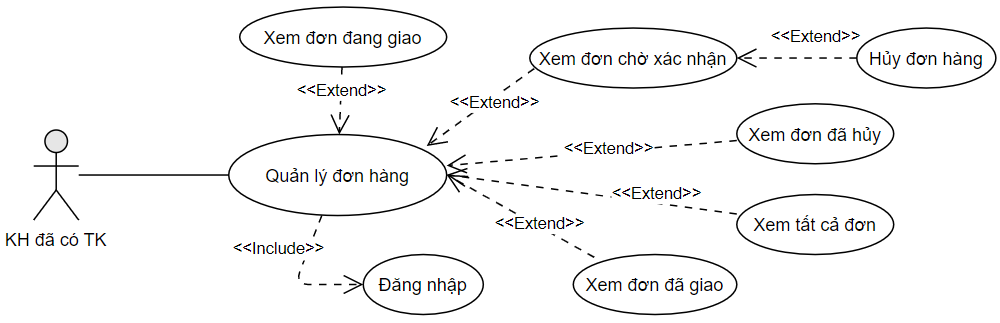 Xem đơn đang giao
<<Extend>>
Xem đơn chờ xác nhận
<<Extend>>
Hủy đơn hàng
<<Extend>>
Xem đơn đã hủy
<<Extend>>
Quản lý đơn hàng
<<Extend>>
Xem tất cả đơn
<<Extend>>
KH đã có TK
<<Include>>
Đăng nhập
Xem đơn đã giao